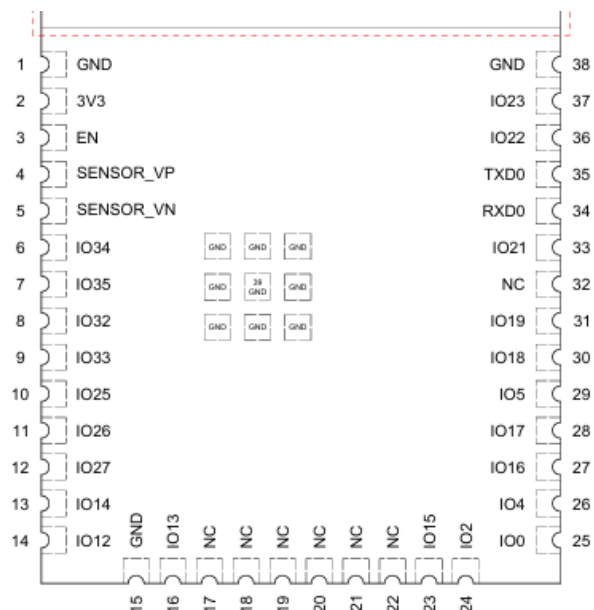 1 GND GND 38
2 3V3 IO23 37
3 EN IO22 36
4 SENSOR_VP TXD0 35
5 SENSOR_VN RXD0 34
6 IO34 GND GND GND IO21 33
7 IO35 GND 39 GND GND NC 32
8 IO32 GND GND GND IO19 31
9 IO33 IO18 30
10 IO25 IO5 29
11 IO26 IO17 28
12 IO27 IO16 27
13 IO14 IO4 26
14 IO12 GND IO13 NC NC NC NC NC NC IO15 IO2 IO0 25
15 16 17 18 19 20 21 22 23 24